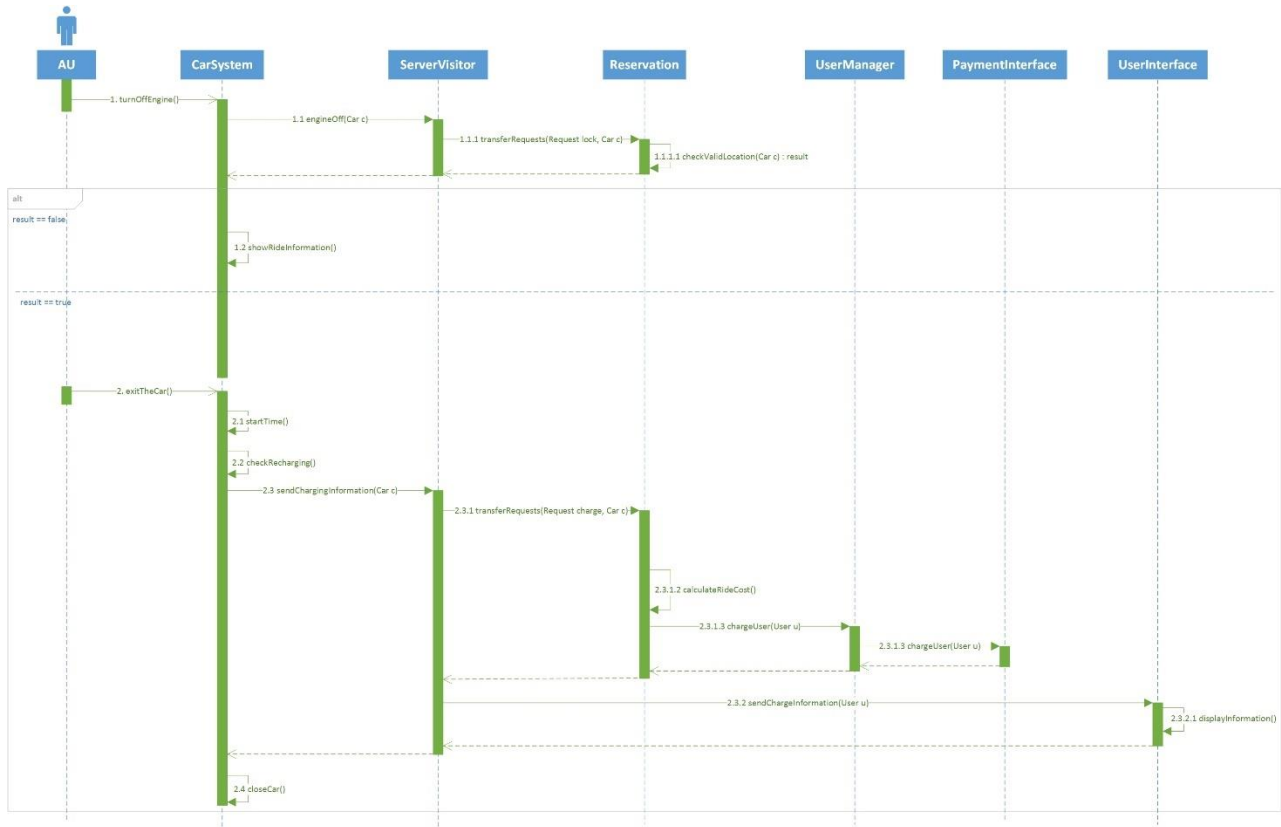 AU
CarSystem
ServerVisitor
Reservation
UserManager
PaymentInterface
UserInterface
1. turnOffEngine()
1.1 engineOff(Car c)
1.1.1 transferRequests(Request lock, Car c)
1.1.1.1 checkValidLocation(Car c) : result
alt
result == false
1.2 showRideInformation()
result == true
2. exitTheCar()
2.1 startTime()
2.2 checkRecharging()
2.3 sendChargingInformation(Car c)
2.3.1 transferRequests(Request charge, Car c)
2.3.1.2 calculateRideCost()
2.3.1.3 chargeUser(User u)
2.3.1.3 chargeUser(User u)
2.3.2 sendChargeInformation(User u)
2.3.2.1 displayInformation()
2.4 closeCar()